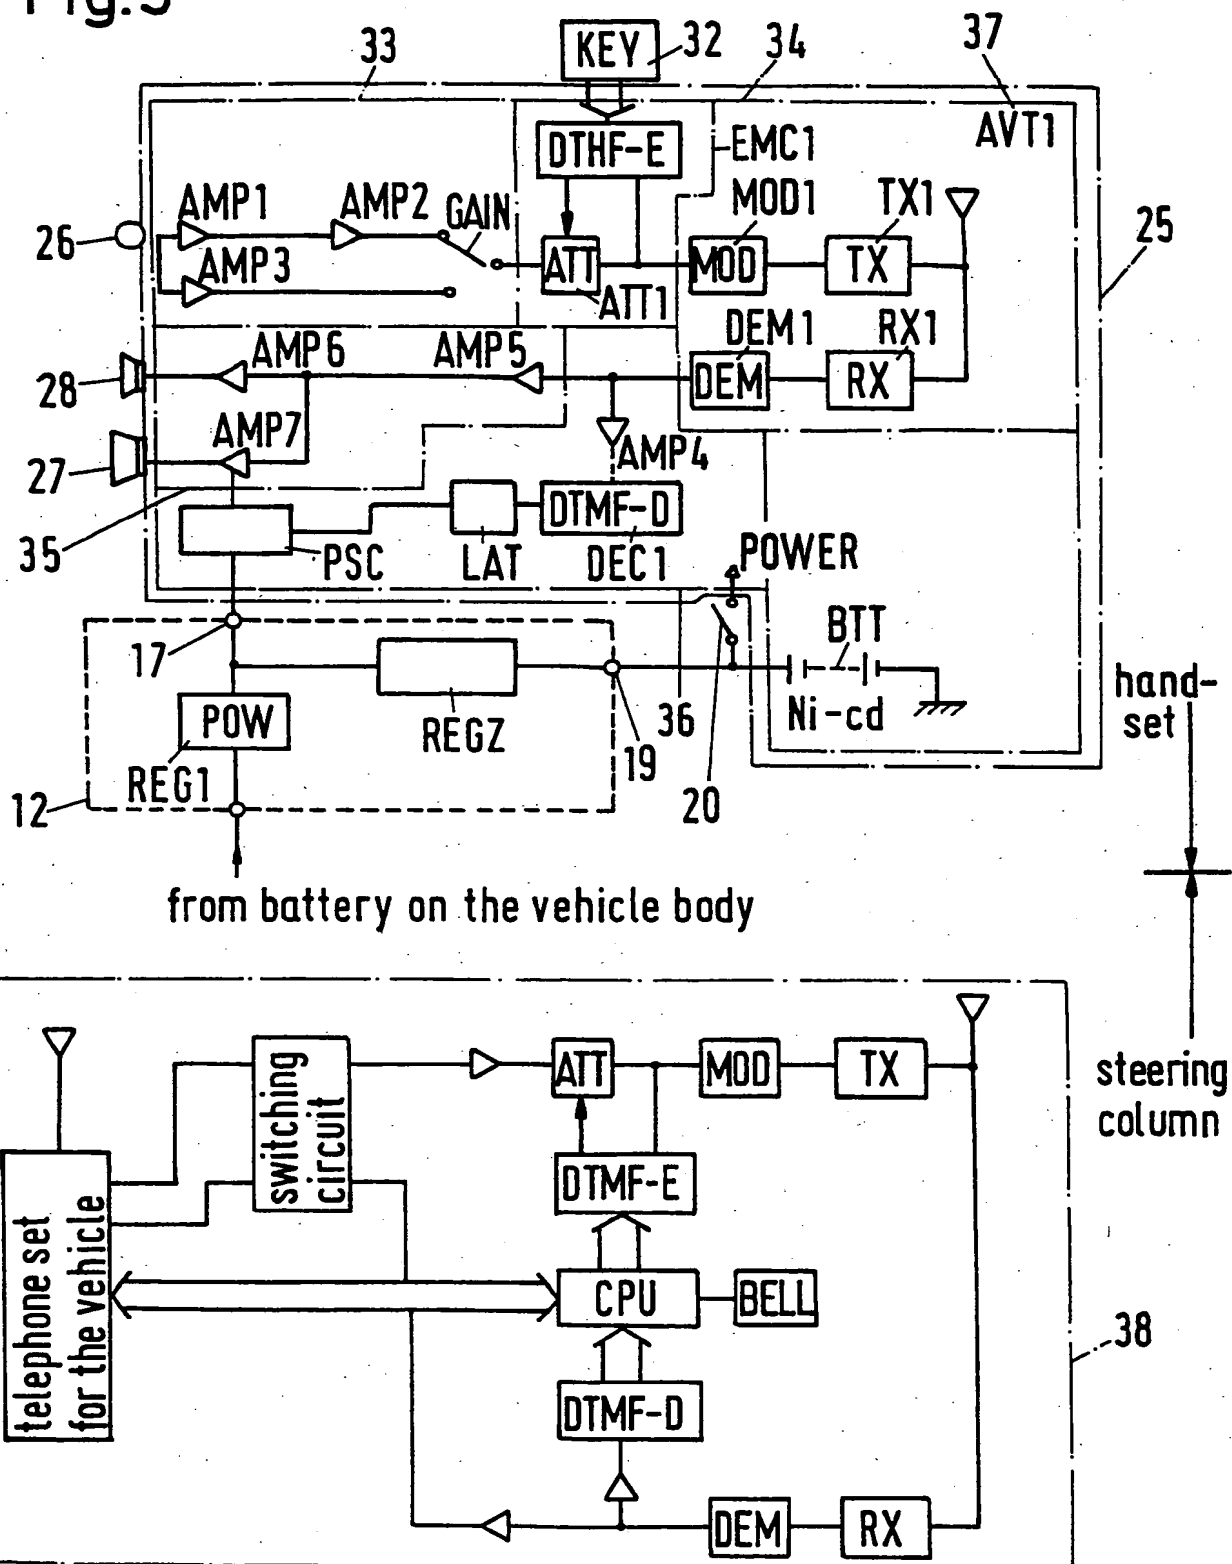 Fig.5
33
KEY
32
34
37
AVT1
DTHF-E
EMC1
AMP1
AMP2
GAIN
MOD1
TX1
26
AMP3
ATT
ATT1
MOD
TX
25
DEM1
RX1
AMP6
AMP5
28
DEM
RX
AMP7
AMP4
27
35
PSC
LAT
DTMF-D
DEC1
POWER
17
BTT
hand-
set
POW
REGZ
36
Ni-cd
19
REG1
12
20
from battery on the vehicle body
steering
column
ATT
MOD
TX
switching
circuit
DTMF-E
telephone set
for the vehicle
CPU
BELL
38
DTMF-D
DEM
RX